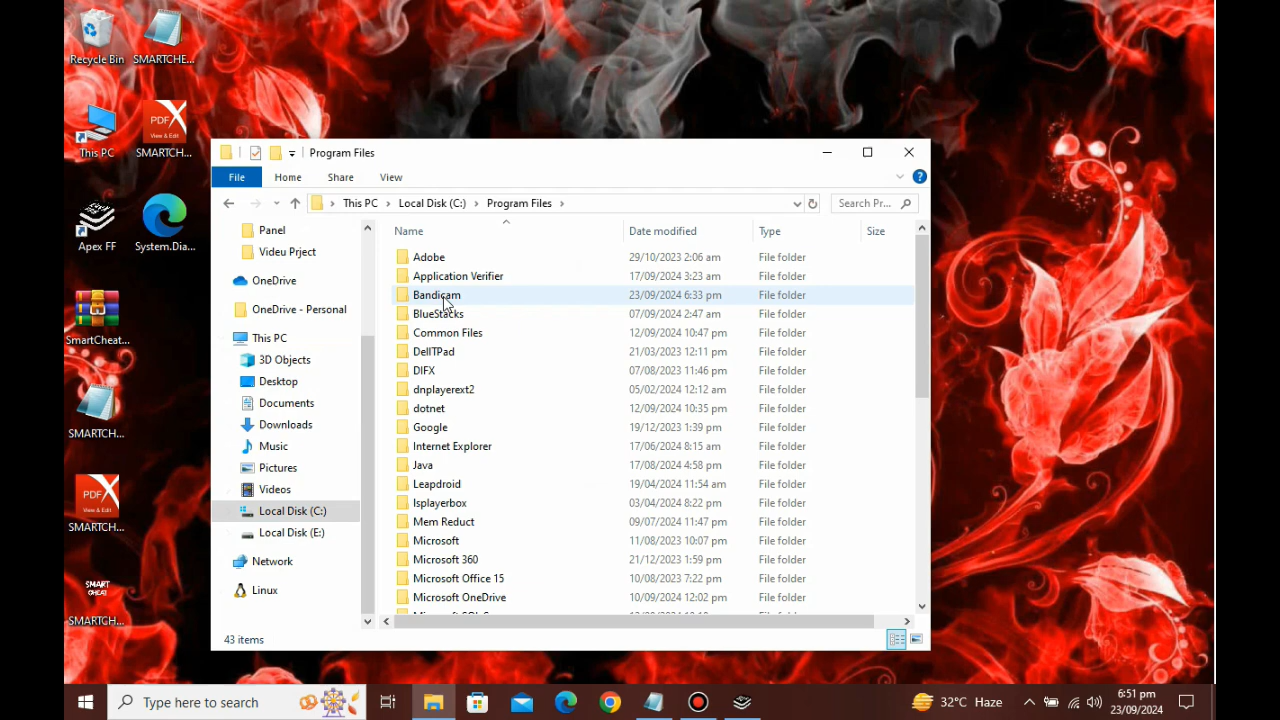 Recycle Bin
SMARTCHE...
This PC
PDFX
View & Edit
SMARTCH...
Apex FF
System.Dia...
SmartCheat...
SMARTCH...
PDFX
View & Edit
SMARTCH...
SMART
CHEAT
SMARTCH...
Program Files
File
Home
Share
View
This PC
Local Disk (C:)
Program Files
Search Pr...
Panel
Video Prject
OneDrive
OneDrive - Personal
This PC
3D Objects
Desktop
Documents
Downloads
Music
Pictures
Videos
Local Disk (C:)
Local Disk (E:)
Network
Linux
Name Date modified Type Size
Adobe 29/10/2023 2:06 am File folder
Application Verifier 17/09/2024 3:23 am File folder
Bandicam 23/09/2024 6:33 pm File folder
BlueStacks 07/09/2024 2:47 am File folder
Common Files 12/09/2024 10:47 pm File folder
DellTPad 21/03/2023 12:11 pm File folder
DIFX 07/08/2023 11:46 pm File folder
dnplayerext2 05/02/2024 12:12 am File folder
dotnet 12/09/2024 10:35 pm File folder
Google 19/12/2023 1:39 pm File folder
Internet Explorer 17/06/2024 8:15 am File folder
Java 17/08/2024 4:58 pm File folder
Leapdroid 19/04/2024 11:54 am File folder
lsplayerbox 03/04/2024 8:22 pm File folder
Mem Reduct 09/07/2024 11:47 pm File folder
Microsoft 11/08/2023 10:07 pm File folder
Microsoft 360 21/12/2023 1:59 pm File folder
Microsoft Office 15 10/08/2023 7:22 pm File folder
Microsoft OneDrive 10/09/2024 12:02 pm File folder
43 items
Type here to search
32°C Haze
6:51 pm
23/09/2024